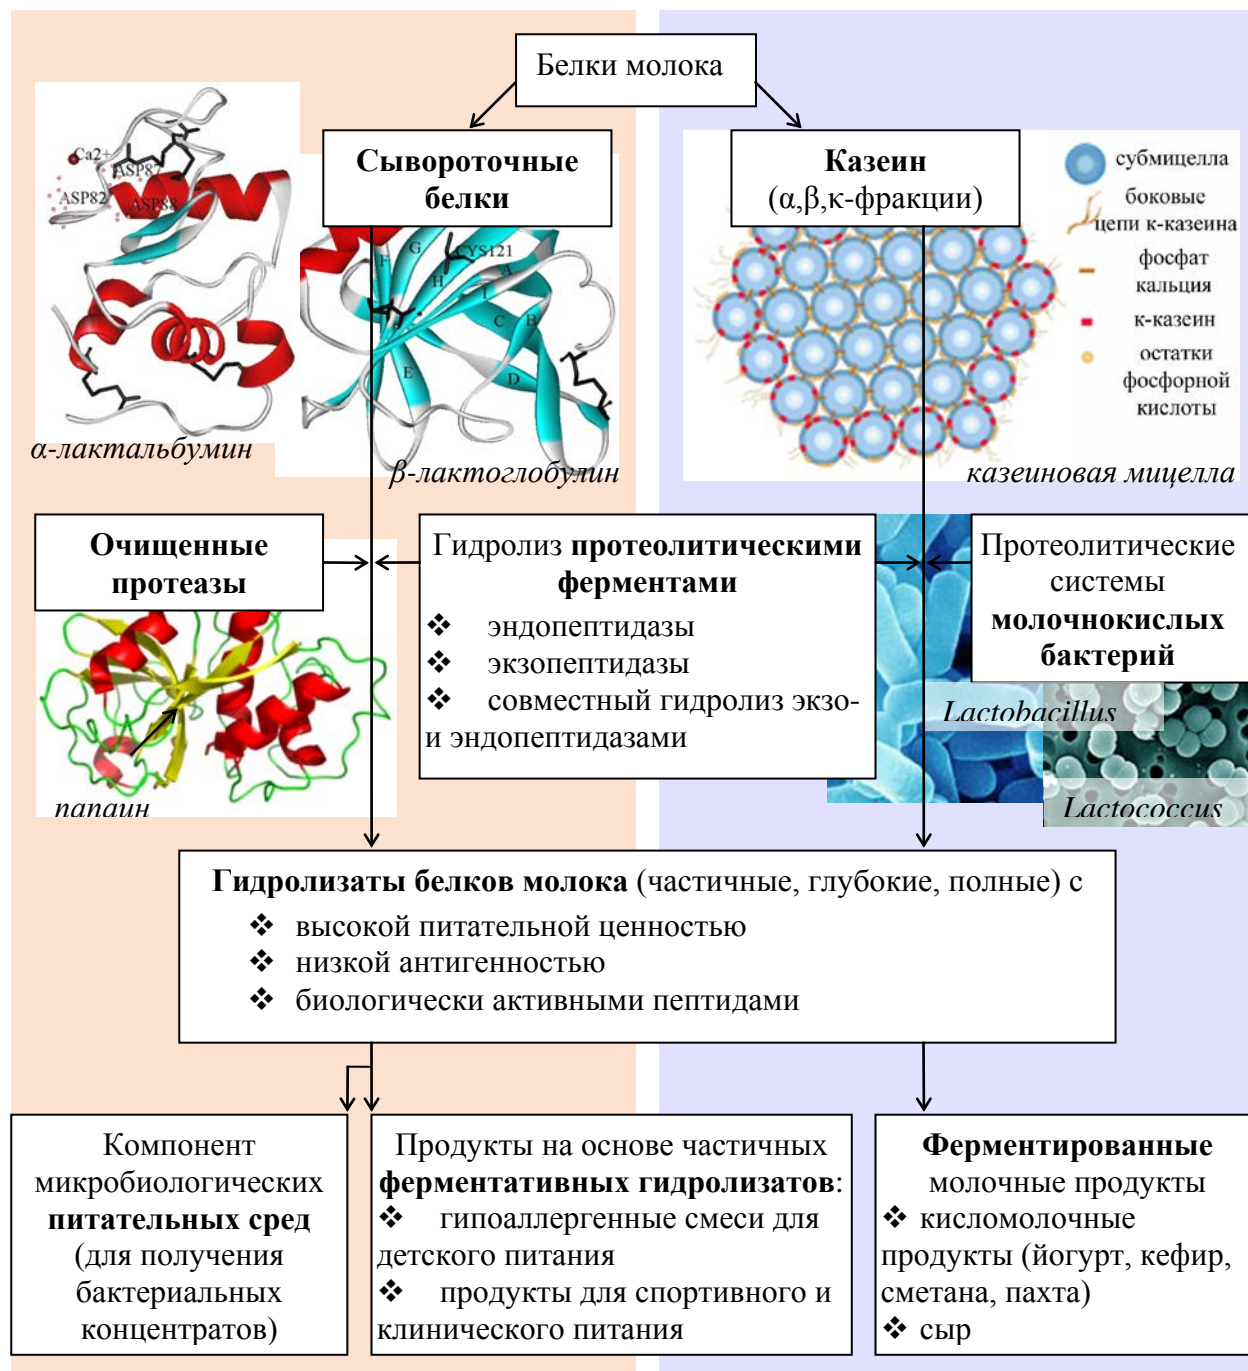 Белки молока
Сывороточные
белки
Казеин
(α,β,κ-фракции)
Ca2+
ASP87
ASP82
ASP88
α-лактальбумин
F
G
H
CYS121
A
I
C
B
E
D
β-лактоглобулин
субмицелла
боковые
цепи к-казеина
фосфат
кальция
к-казеин
остатки
фосфорной
кислоты
казеиновая мицелла
Очищенные
протеазы
папаин
Гидролиз протеолитическими
ферментами
❖ эндопептидазы
❖ экзопептидазы
❖ совместный гидролиз экзо-
и эндопептидазами
Протеолитические
системы
молочнокислых
бактерий
Lactobacillus
Lactococcus
Гидролизаты белков молока (частичные, глубокие, полные) с
❖ высокой питательной ценностью
❖ низкой антигенностью
❖ биологически активными пептидами
Компонент
микробиологических
питательных сред
(для получения
бактериальных
концентратов)
Продукты на основе частичных
ферментативных гидролизатов:
❖ гипоаллергенные смеси для
детского питания
❖ продукты для спортивного и
клинического питания
Ферментированные
молочные продукты
❖ кисломолочные
продукты (йогурт, кефир,
сметана, пахта)
❖ сыр